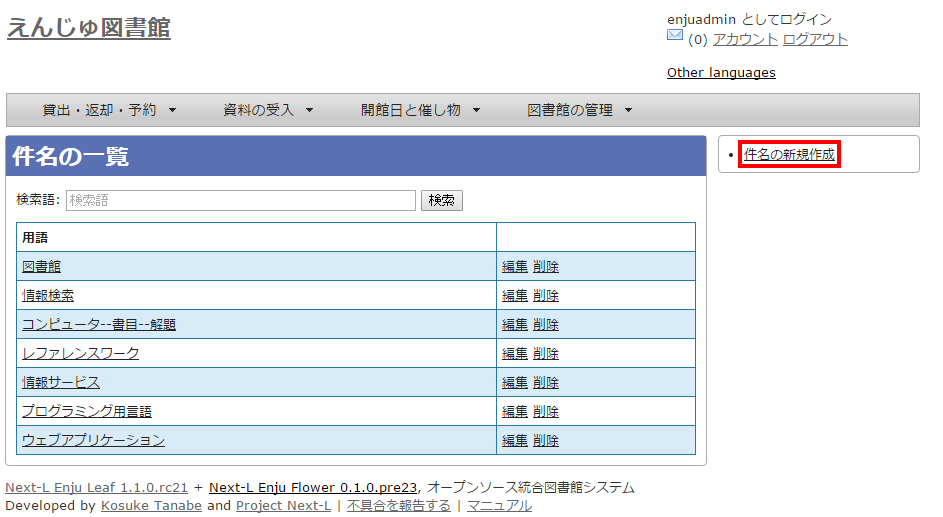 えんじゅ図書館
enjuadmin としてログイン
(0) アカウント ログアウト
Other languages
貸出・返却・予約 資料の受入 開館日と催し物 図書館の管理
件名の一覧
件名の新規作成
検索語: 検索語 検索
用語
図書館 編集 削除
情報検索 編集 削除
コンピュータ--書目--解題 編集 削除
レファレンスワーク 編集 削除
情報サービス 編集 削除
プログラミング用言語 編集 削除
ウェブアプリケーション 編集 削除
Next-L Enju Leaf 1.1.0.rc21 + Next-L Enju Flower 0.1.0.pre23, オープンソース統合図書館システム
Developed by Kosuke Tanabe and Project Next-L | 不具合を報告する | マニュアル